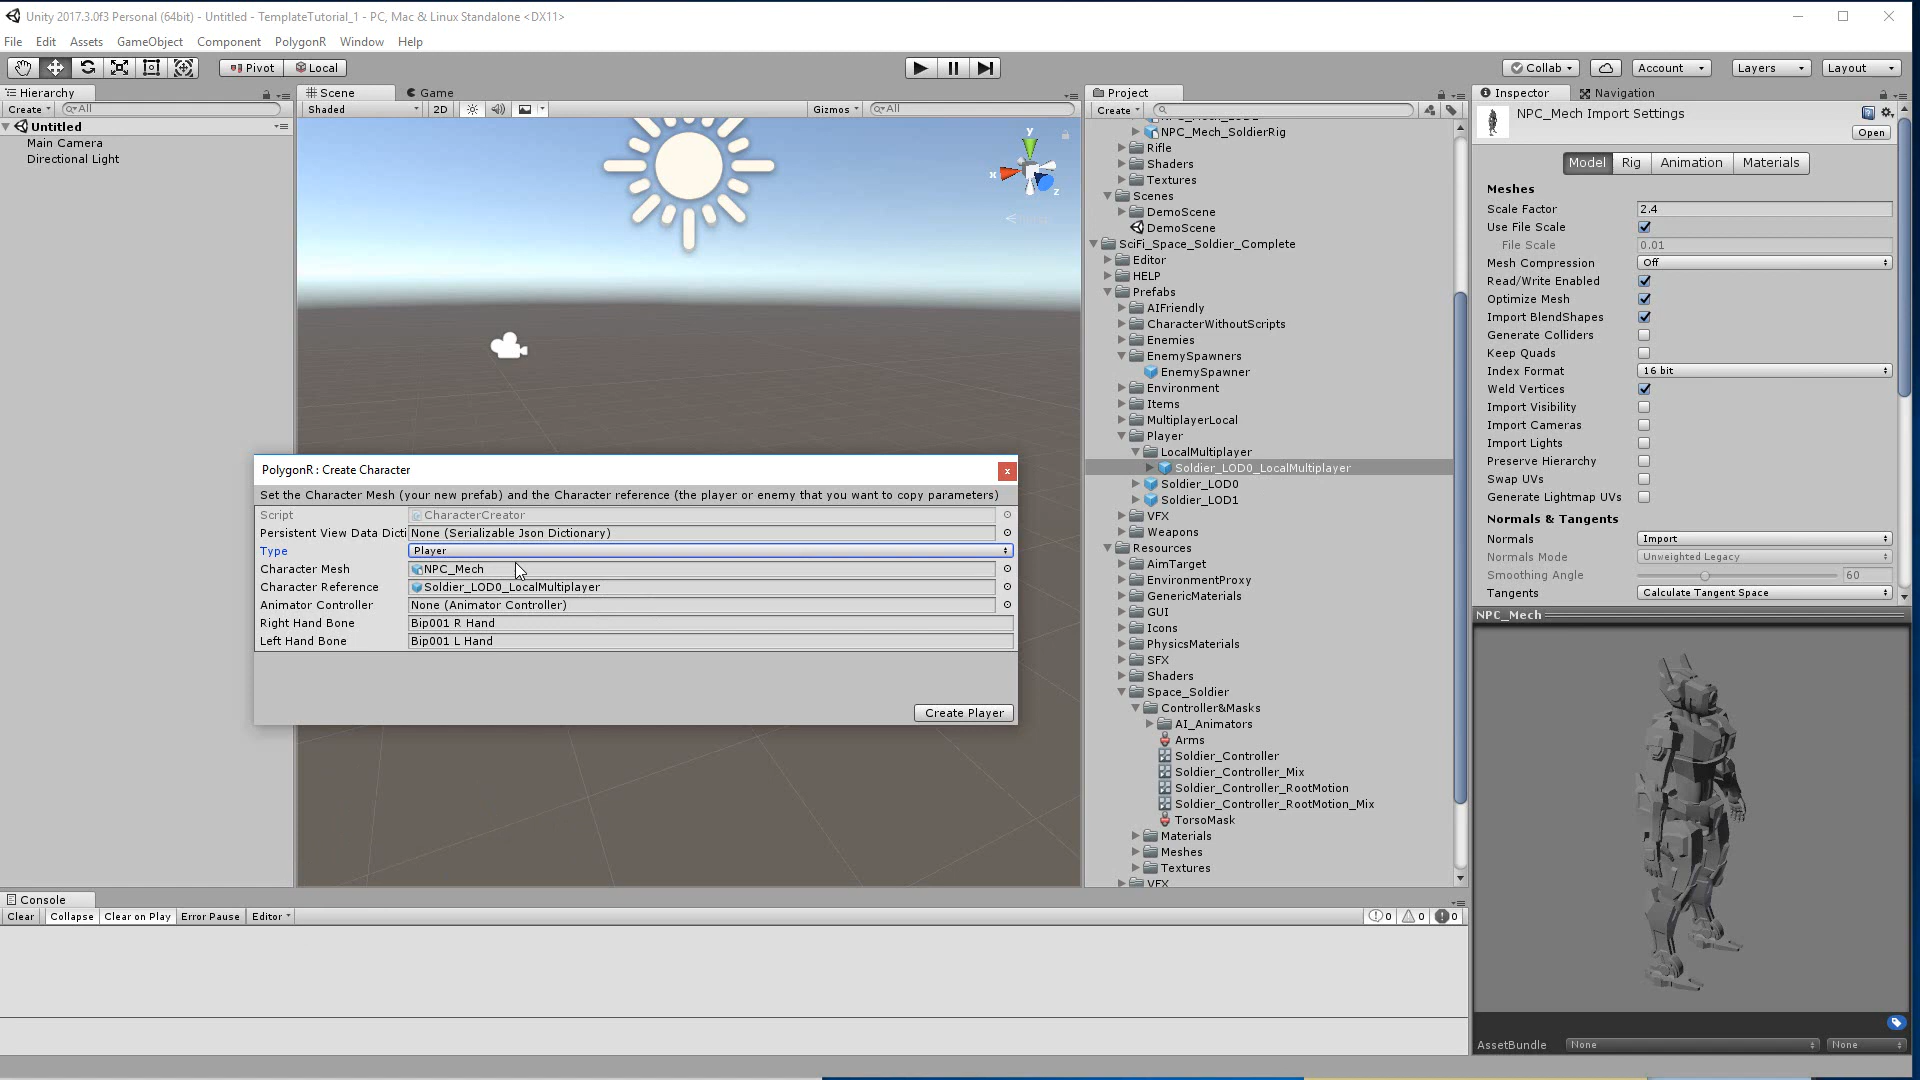 Unity 2017.3.0f3 Personal (64bit) - Untitled - TemplateTutorial_1 - PC, Mac & Linux Standalone <DX11>
File Edit Assets GameObject Component PolygonR Window Help
Pivot Local Collab Account Layers Layout
Hierarchy
Create All
Untitled
Main Camera
Directional Light
Scene Game
Shaded 2D Gizmos All
y
x
z
PolygonR : Create Character
x
Set the Character Mesh (your new prefab) and the Character reference (the player or enemy that you want to copy parameters)
Script CharacterCreator
Persistent View Data Dicti None (Serializable Json Dictionary)
Type Player
Character Mesh NPC_Mech
Character Reference Soldier_LOD0_LocalMultiplayer
Animator Controller None (Animator Controller)
Right Hand Bone Bip001 R Hand
Left Hand Bone Bip001 L Hand
Create Player
Project
Create
NPC_Mech_SoldierRig
Rifle
Shaders
Textures
Scenes
DemoScene
DemoScene
SciFi_Space_Soldier_Complete
Editor
HELP
Prefabs
AIFriendly
CharacterWithoutScripts
Enemies
EnemySpawners
EnemySpawner
Environment
Items
MultiplayerLocal
Player
LocalMultiplayer
Soldier_LOD0_LocalMultiplayer
Soldier_LOD0
Soldier_LOD1
VFX
Weapons
Resources
AimTarget
EnvironmentProxy
GenericMaterials
GUI
Icons
PhysicsMaterials
SFX
Shaders
Space_Soldier
Controller&Masks
AI_Animators
Arms
Soldier_Controller
Soldier_Controller_Mix
Soldier_Controller_RootMotion
Soldier_Controller_RootMotion_Mix
TorsoMask
Materials
Meshes
Textures
VFX
Inspector Navigation
NPC_Mech Import Settings
Open
Model Rig Animation Materials
Meshes
Scale Factor 2.4
Use File Scale
File Scale 0.01
Mesh Compression Off
Read/Write Enabled
Optimize Mesh
Import BlendShapes
Generate Colliders
Keep Quads
Index Format 16 bit
Weld Vertices
Import Visibility
Import Cameras
Import Lights
Preserve Hierarchy
Swap UVs
Generate Lightmap UVs
Normals & Tangents
Normals Import
Normals Mode Unweighted Legacy
Smoothing Angle 60
Tangents Calculate Tangent Space
NPC_Mech
AssetBundle None None
Console
Clear Collapse Clear on Play Error Pause Editor 0 0 0